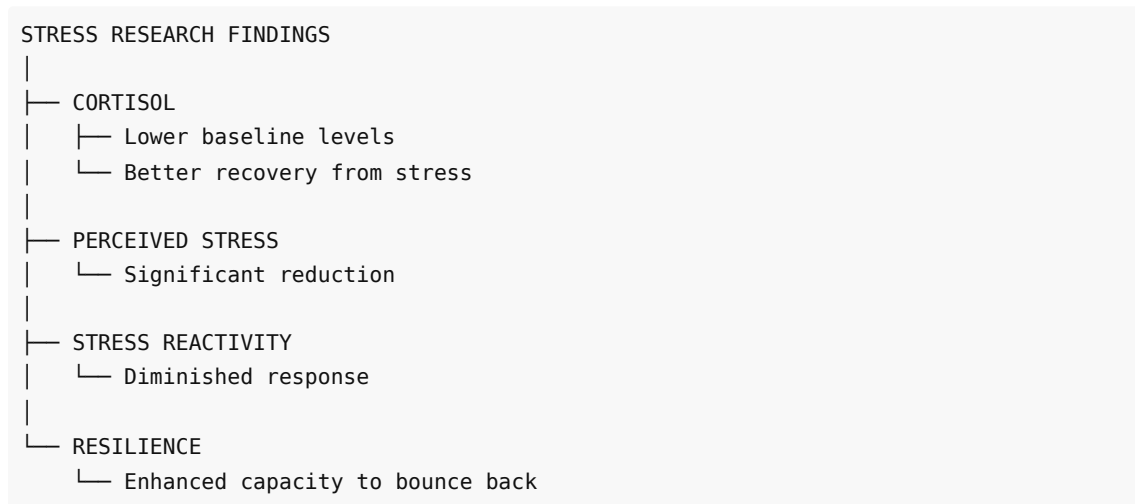 STRESS RESEARCH FINDINGS
│
├── CORTISOL
│   ├── Lower baseline levels
│   └── Better recovery from stress
│
├── PERCEIVED STRESS
│   └── Significant reduction
│
├── STRESS REACTIVITY
│   └── Diminished response
│
└── RESILIENCE
    └── Enhanced capacity to bounce back